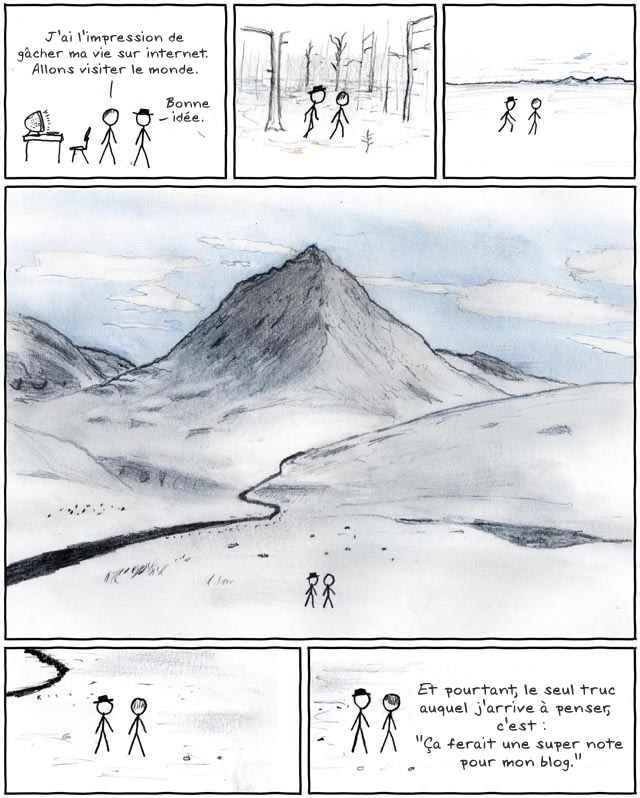 J'ai l'impression de
gâcher ma vie sur internet.
Allons visiter le monde.
Bonne
idée.
Et pourtant, le seul truc
auquel j'arrive à penser,
c'est :
"Ça ferait une super note
pour mon blog."